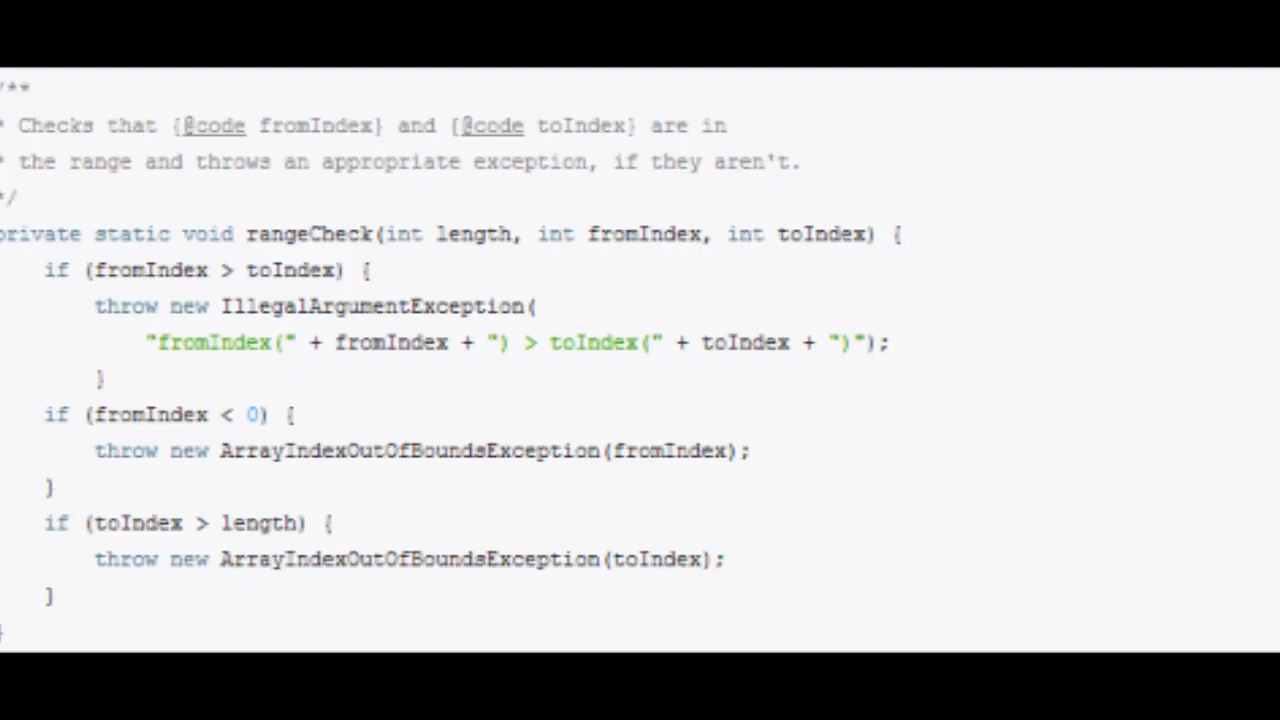 /**
* Checks that {@code fromIndex} and {@code toIndex} are in
* the range and throws an appropriate exception, if they aren't.
*/
private static void rangeCheck(int length, int fromIndex, int toIndex) {
    if (fromIndex > toIndex) {
        throw new IllegalArgumentException(
            "fromIndex(" + fromIndex + ") > toIndex(" + toIndex + ")");
        }
    if (fromIndex < 0) {
        throw new ArrayIndexOutOfBoundsException(fromIndex);
    }
    if (toIndex > length) {
        throw new ArrayIndexOutOfBoundsException(toIndex);
    }
}